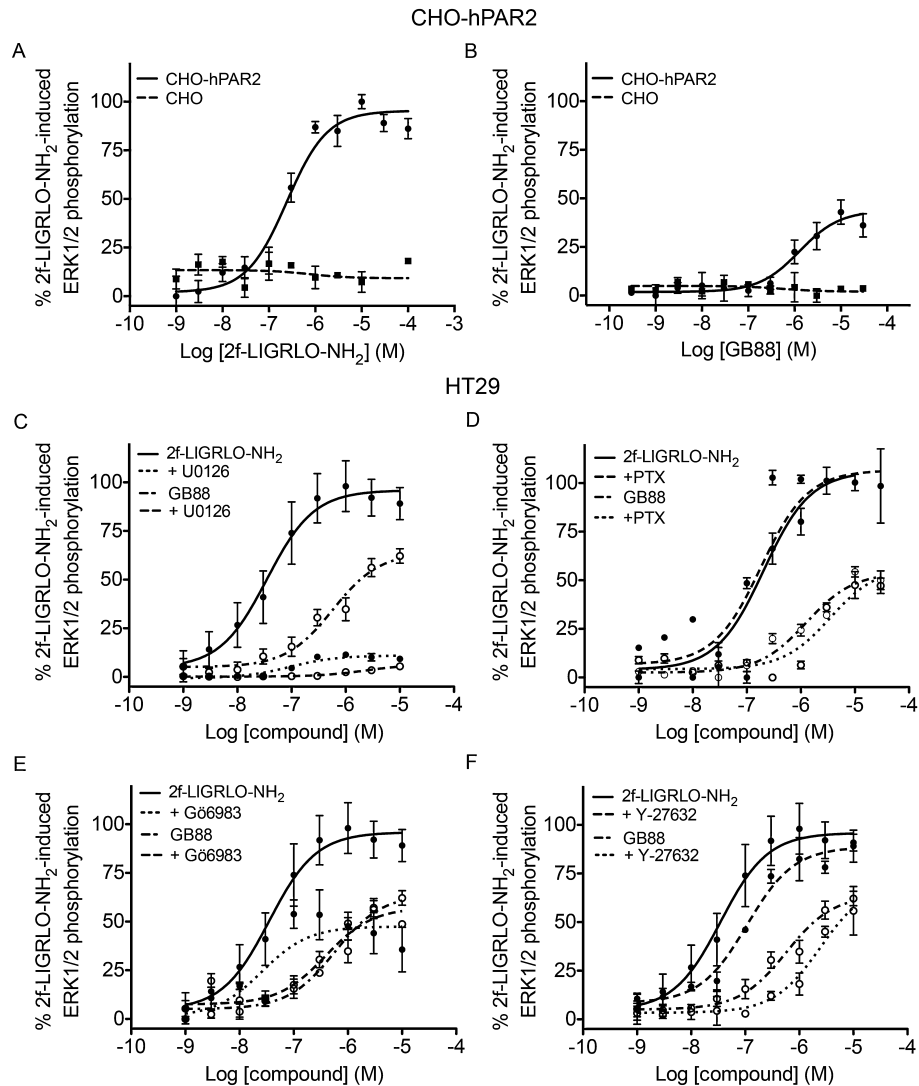 CHO-hPAR2
A
% 2f-LIGRLO-NH2-induced
ERK1/2 phosphorylation
100
75
50
25
0
CHO-hPAR2
CHO
-10 -9 -8 -7 -6 -5 -4 -3
Log [2f-LIGRLO-NH2] (M)
B
% 2f-LIGRLO-NH2-induced
ERK1/2 phosphorylation
100
75
50
25
0
CHO-hPAR2
CHO
-10 -9 -8 -7 -6 -5 -4
Log [GB88] (M)
HT29
C
% 2f-LIGRLO-NH2-induced
ERK1/2 phosphorylation
100
75
50
25
0
2f-LIGRLO-NH2
+ U0126
GB88
+ U0126
-10 -9 -8 -7 -6 -5 -4
Log [compound] (M)
D
% 2f-LIGRLO-NH2-induced
ERK1/2 phosphorylation
100
75
50
25
0
2f-LIGRLO-NH2
+PTX
GB88
+PTX
-10 -9 -8 -7 -6 -5 -4
Log [compound] (M)
E
% 2f-LIGRLO-NH2-induced
ERK1/2 phosphorylation
100
75
50
25
0
2f-LIGRLO-NH2
+ Gö6983
GB88
+ Gö6983
-10 -9 -8 -7 -6 -5 -4
Log [compound] (M)
F
% 2f-LIGRLO-NH2-induced
ERK1/2 phosphorylation
100
75
50
25
0
2f-LIGRLO-NH2
+ Y-27632
GB88
+ Y-27632
-10 -9 -8 -7 -6 -5 -4
Log [compound] (M)